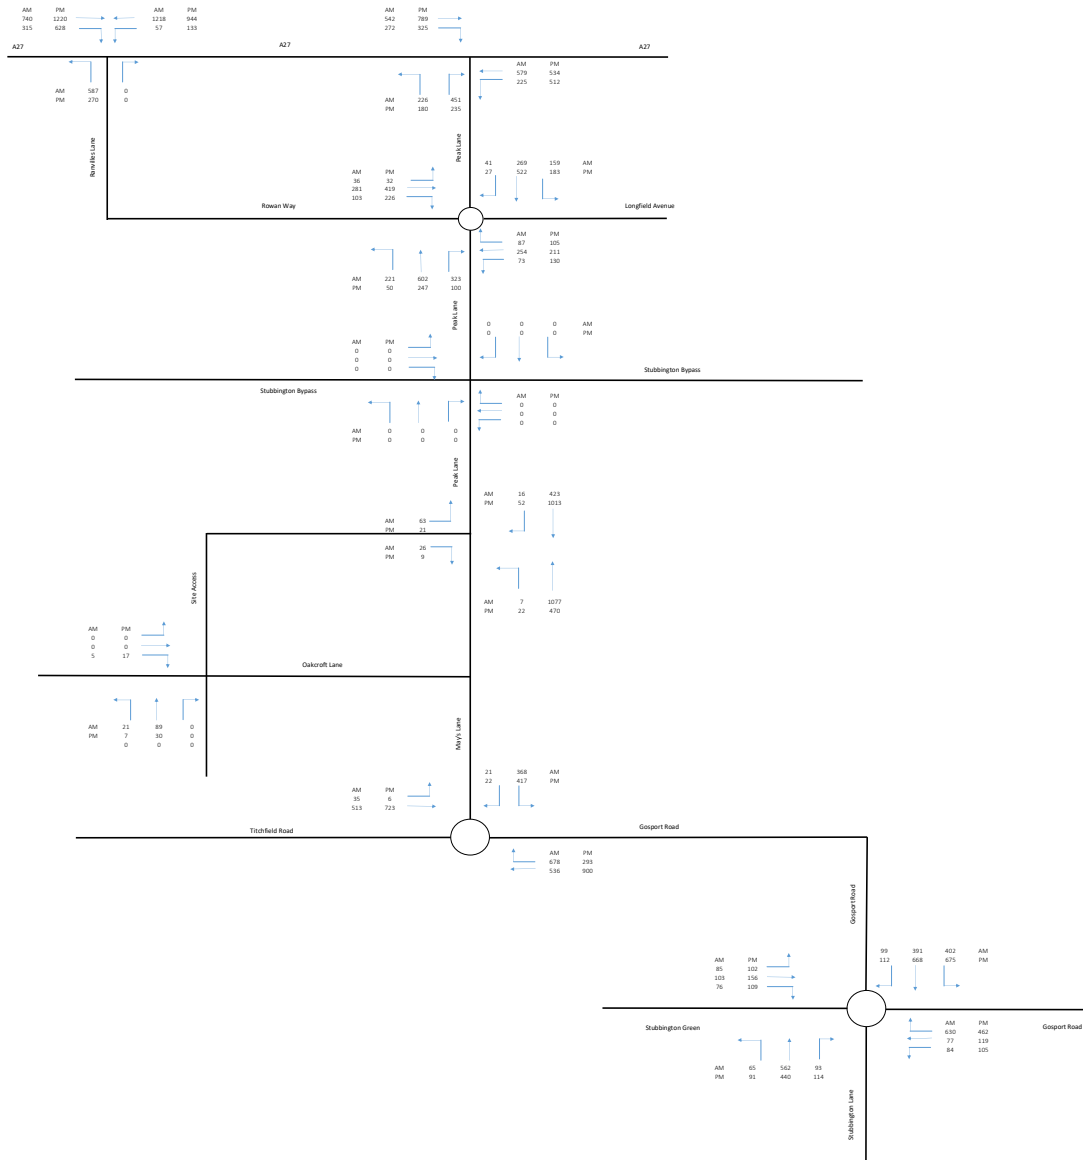 AM PM AM PM
740 1220 1218 944
315 628 57 133
AM PM
542 789
272 325
A27 A27 A27
AM 587 0
PM 270 0
AM 226 451
PM 180 235
AM PM
579 534
225 512
Ranvilles Lane
Peak Lane
41 269 159 AM
27 522 183 PM
AM PM
36 32
281 419
103 226
Rowan Way
Longfield Avenue
AM PM
87 105
254 211
73 130
AM 221 602 323
PM 50 247 100
Peak Lane
0 0 0 AM
0 0 0 PM
AM PM
0 0
0 0
0 0
Stubbington Bypass
Stubbington Bypass
AM PM
0 0
0 0
0 0
AM 0 0 0
PM 0 0 0
Peak Lane
AM 16 423
PM 52 1013
AM 63
PM 21
AM 26
PM 9
Site Access
AM 7 1077
PM 22 470
AM PM
0 0
0 0
5 17
Oakcroft Lane
AM 21 89 0
PM 7 30 0
0 0 0
May's Lane
21 368 AM
22 417 PM
AM PM
35 6
513 723
Titchfield Road
Gosport Road
AM PM
678 293
536 900
Gosport Road
99 391 402 AM
112 668 675 PM
AM PM
85 102
103 156
76 109
Stubbington Green
Gosport Road
AM PM
630 462
77 119
84 105
AM 65 562 93
PM 91 440 114
Stubbington Lane